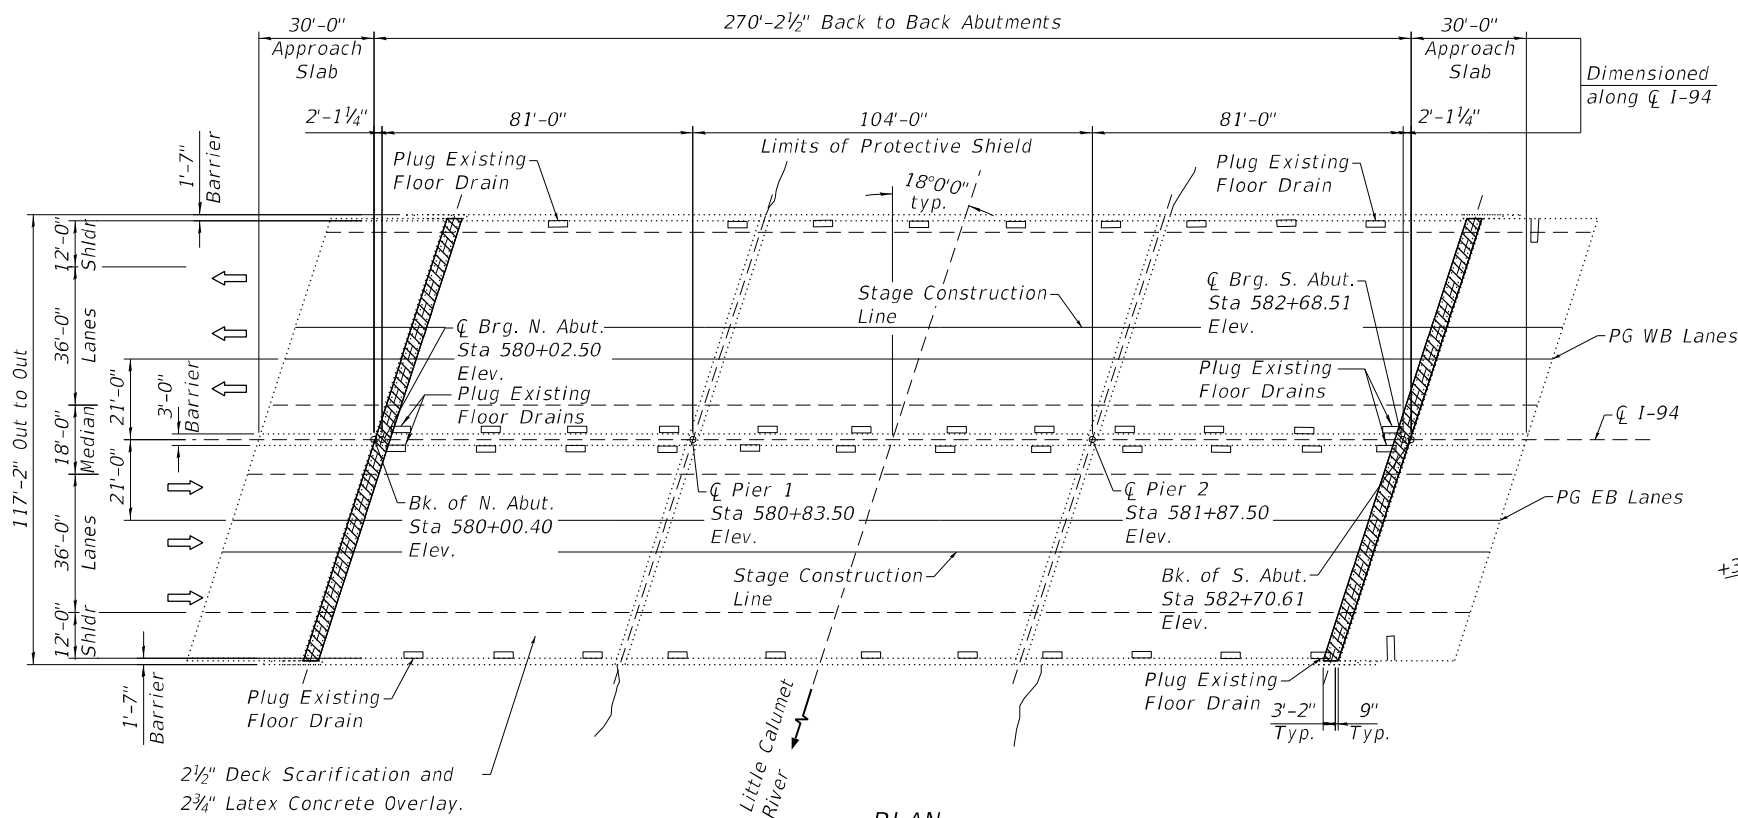 30'-0"
Approach
Slab
270'-2½" Back to Back Abutments
30'-0"
Approach
Slab
Dimensioned
along ℄ I-94
2'-1¼"
81'-0"
104'-0"
81'-0"
2'-1¼"
1'-7"
Barrier
Plug Existing
Floor Drain
Limits of Protective Shield
18°0'0"
typ.
Plug Existing
Floor Drain
117'-2" Out to Out
12'-0"
Shldr
36'-0"
Lanes
18'-0"
Median
36'-0"
Lanes
12'-0"
Shldr
21'-0"
21'-0"
3'-0"
Barrier
Stage Construction
Line
℄ Brg. S. Abut.
Sta 582+68.51
Elev.
℄ Brg. N. Abut.
Sta 580+02.50
Elev.
Plug Existing
Floor Drains
Plug Existing
Floor Drains
PG WB Lanes
℄ I-94
Bk. of N. Abut.
Sta 580+00.40
Elev.
℄ Pier 1
Sta 580+83.50
Elev.
℄ Pier 2
Sta 581+87.50
Elev.
PG EB Lanes
Stage Construction
Line
Bk. of S. Abut.
Sta 582+70.61
Elev.
+3
1'-7"
Barrier
Plug Existing
Floor Drain
Little Calumet
River
Plug Existing
Floor Drain
3'-2"
Typ.
9"
Typ.
2½" Deck Scarification and
2¾" Latex Concrete Overlay.
PLAN